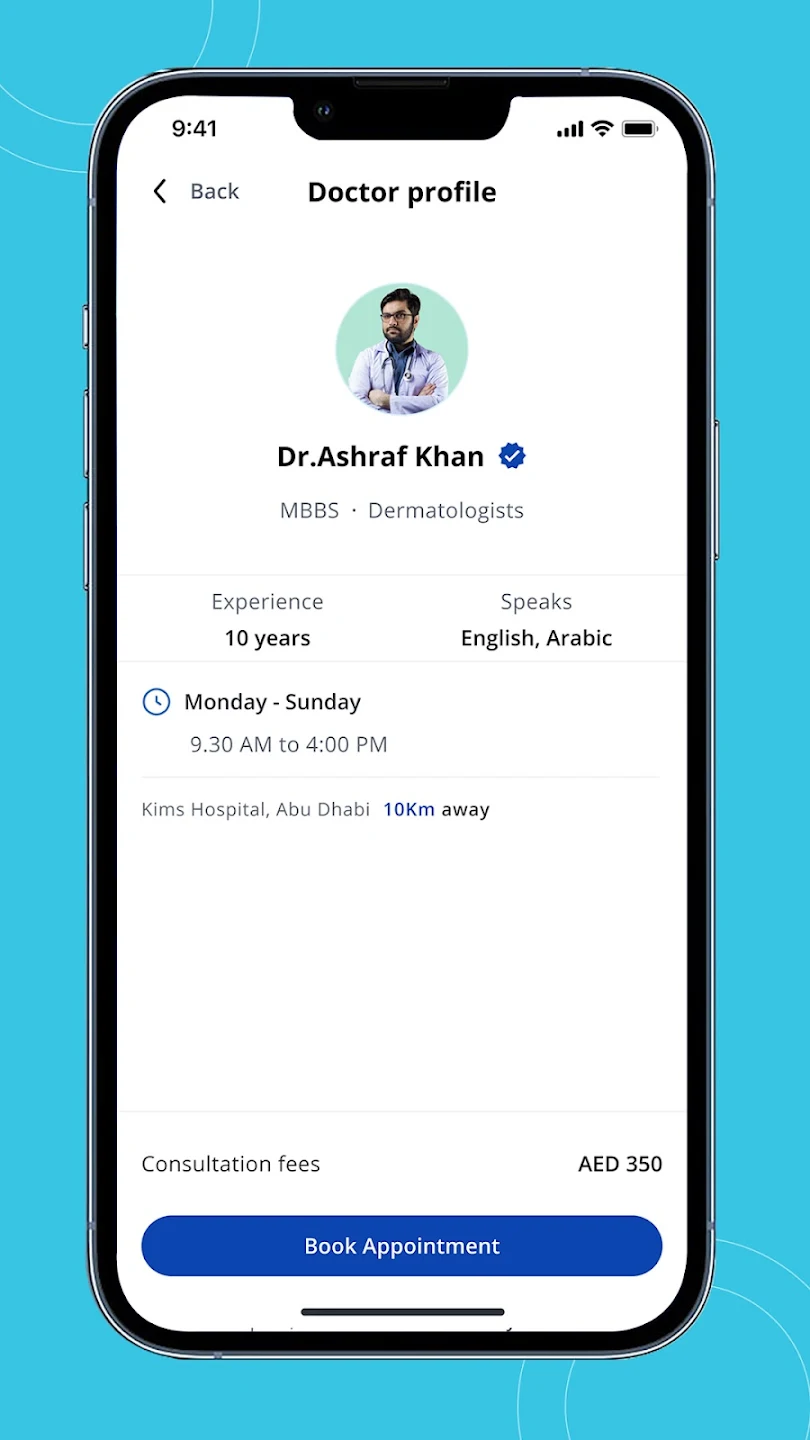 9:41
Back
Doctor profile
Dr.Ashraf Khan
MBBS · Dermatologists
Experience
10 years
Speaks
English, Arabic
Monday - Sunday
9.30 AM to 4:00 PM
Kims Hospital, Abu Dhabi 10Km away
Consultation fees
AED 350
Book Appointment